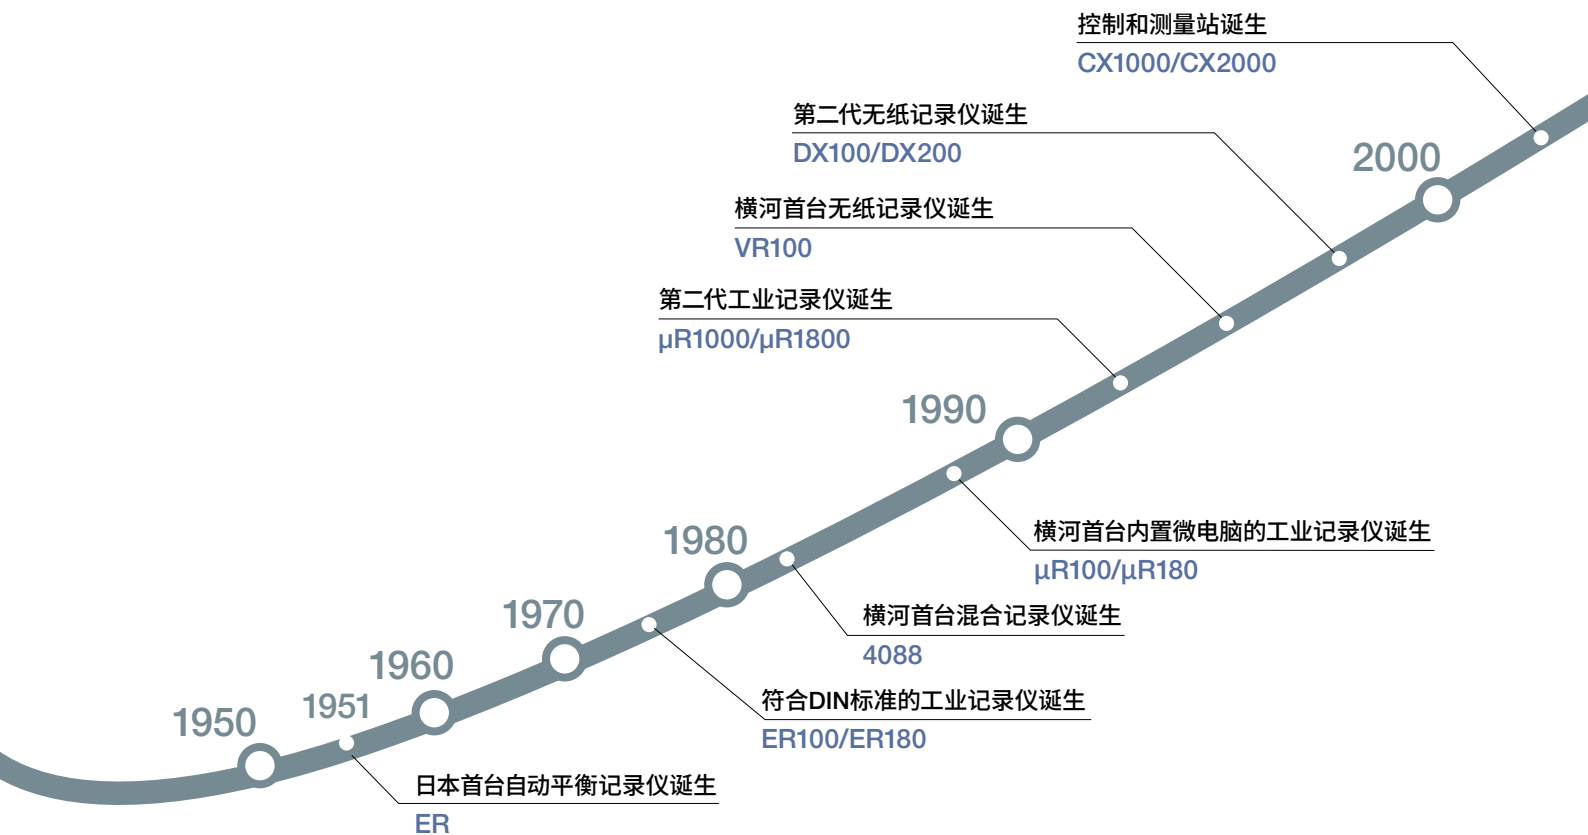 控制和测量站诞生
CX1000/CX2000
第二代无纸记录仪诞生
DX100/DX200
2000
横河首台无纸记录仪诞生
VR100
第二代工业记录仪诞生
μR1000/μR1800
1990
横河首台内置微电脑的工业记录仪诞生
μR100/μR180
1980
横河首台混合记录仪诞生
4088
1970
符合DIN标准的工业记录仪诞生
ER100/ER180
1960
1951
1950
日本首台自动平衡记录仪诞生
ER